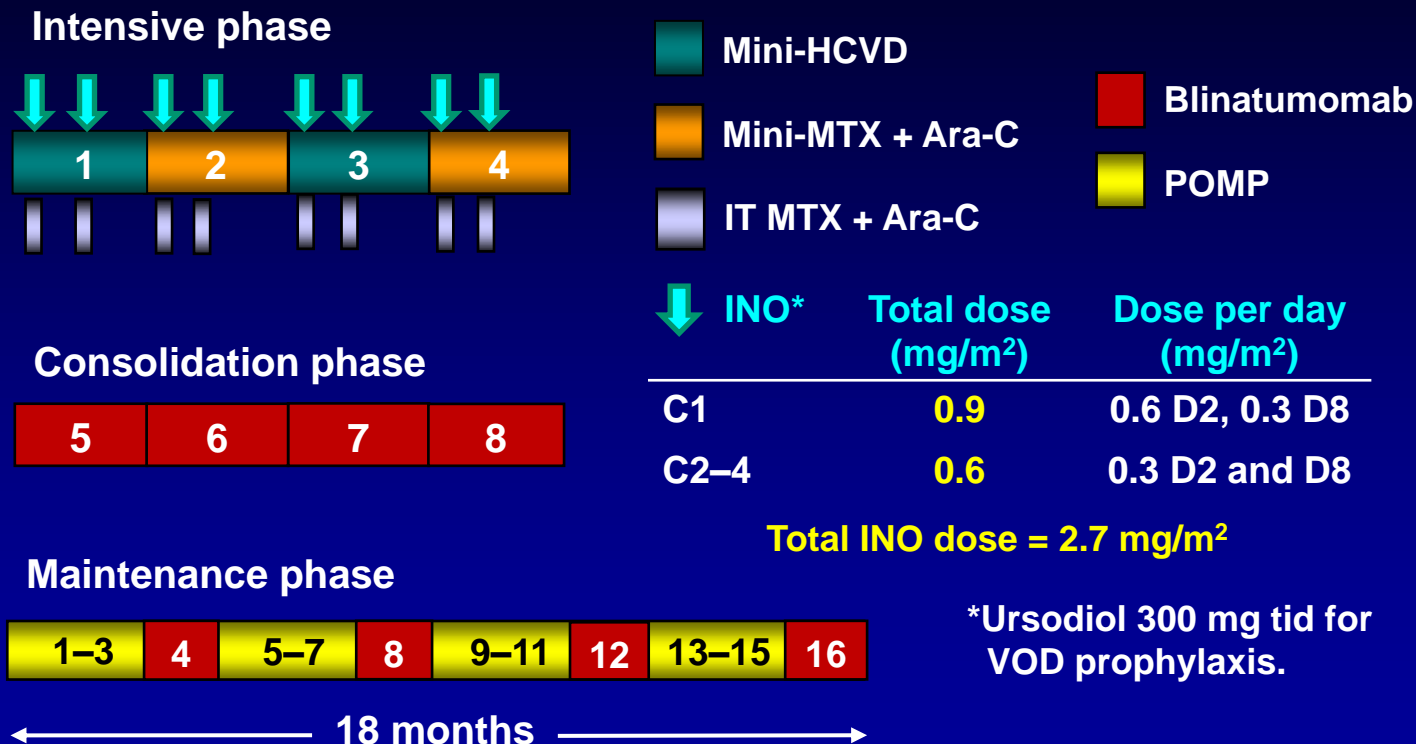 Intensive phase
1 2 3 4
Mini-HCVD
Mini-MTX + Ara-C
IT MTX + Ara-C
Blinatumomab
POMP
INO* Total dose (mg/m²) Dose per day (mg/m²)
C1 0.9 0.6 D2, 0.3 D8
C2–4 0.6 0.3 D2 and D8
Total INO dose = 2.7 mg/m²
Consolidation phase
5 6 7 8
Maintenance phase
1–3 4 5–7 8 9–11 12 13–15 16
18 months
*Ursodiol 300 mg tid for
VOD prophylaxis.